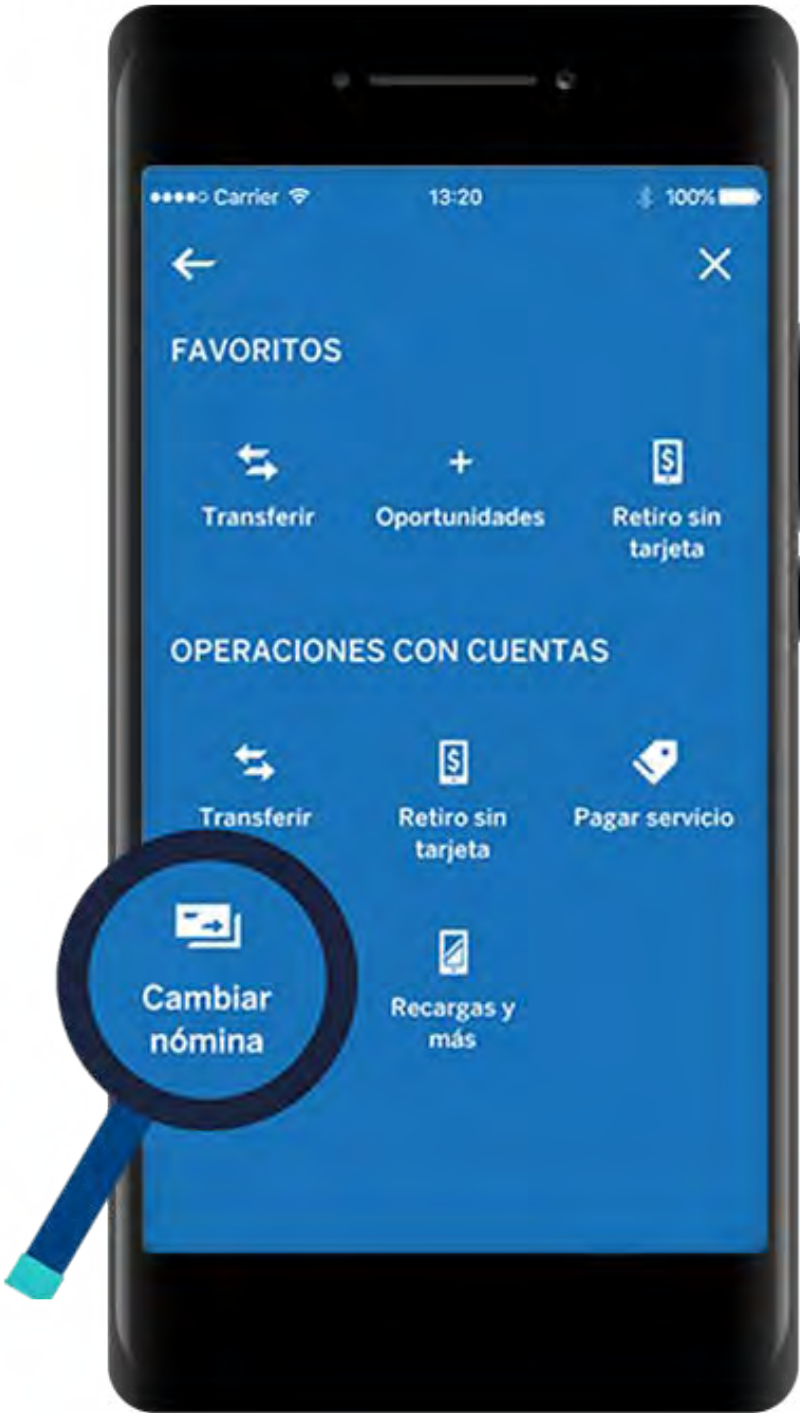 Carrier 13:20 100%
FAVORITOS
Transferir Oportunidades Retiro sin
tarjeta
OPERACIONES CON CUENTAS
Transferir Retiro sin Pagar servicio
tarjeta
Cambiar
nómina
Recargas y
más